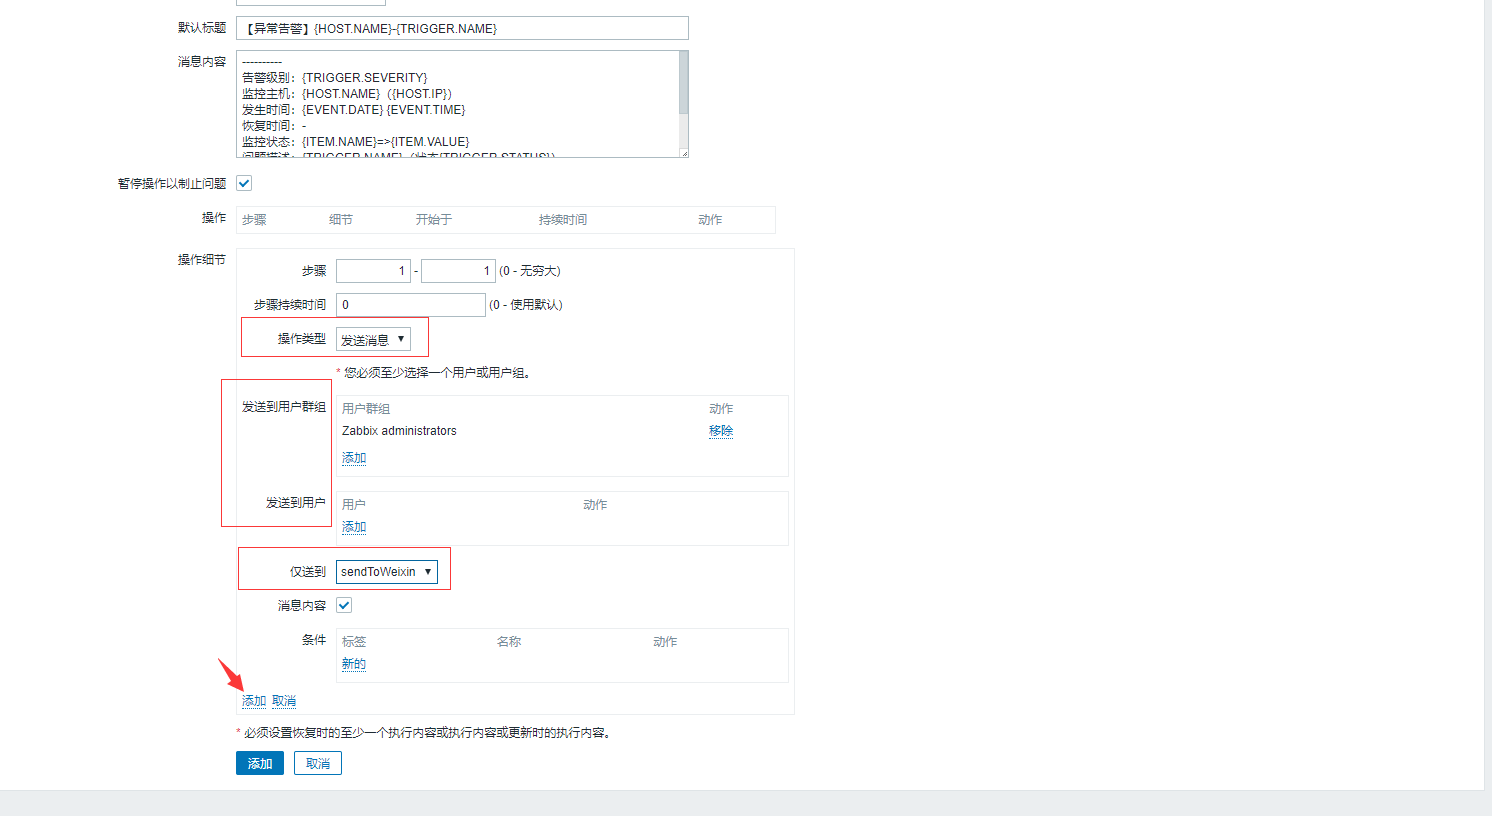 默认标题 【异常告警】{HOST.NAME}-{TRIGGER.NAME}
消息内容 ----------
告警级别：{TRIGGER.SEVERITY}
监控主机：{HOST.NAME}（{HOST.IP}）
发生时间：{EVENT.DATE} {EVENT.TIME}
恢复时间：-
监控状态：{ITEM.NAME}=>{ITEM.VALUE}
问题描述：{TRIGGER.NAME}（状态{TRIGGER.STATUS}）
暂停操作以制止问题
操作 步骤 细节 开始于 持续时间 动作
操作细节
步骤 1 - 1 (0 - 无穷大)
步骤持续时间 0 (0 - 使用默认)
操作类型 发送消息
* 您必须至少选择一个用户或用户组。
发送到用户群组 用户群组 动作
Zabbix administrators 移除
添加
发送到用户 用户 动作
添加
仅送到 sendToWeixin
消息内容
条件 标签 名称 动作
新的
添加 取消
* 必须设置恢复时的至少一个执行内容或执行内容或更新时的执行内容。
添加 取消